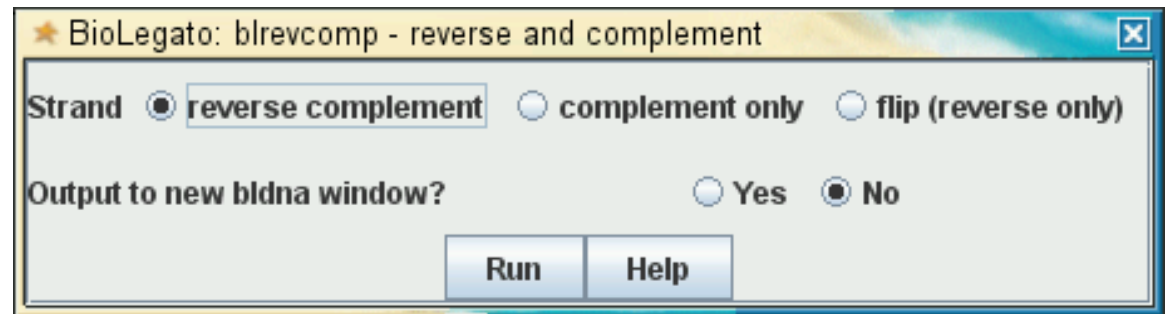 BioLegato: blrevcomp - reverse and complement
Strand reverse complement complement only flip (reverse only)
Output to new bldna window? Yes No
Run Help